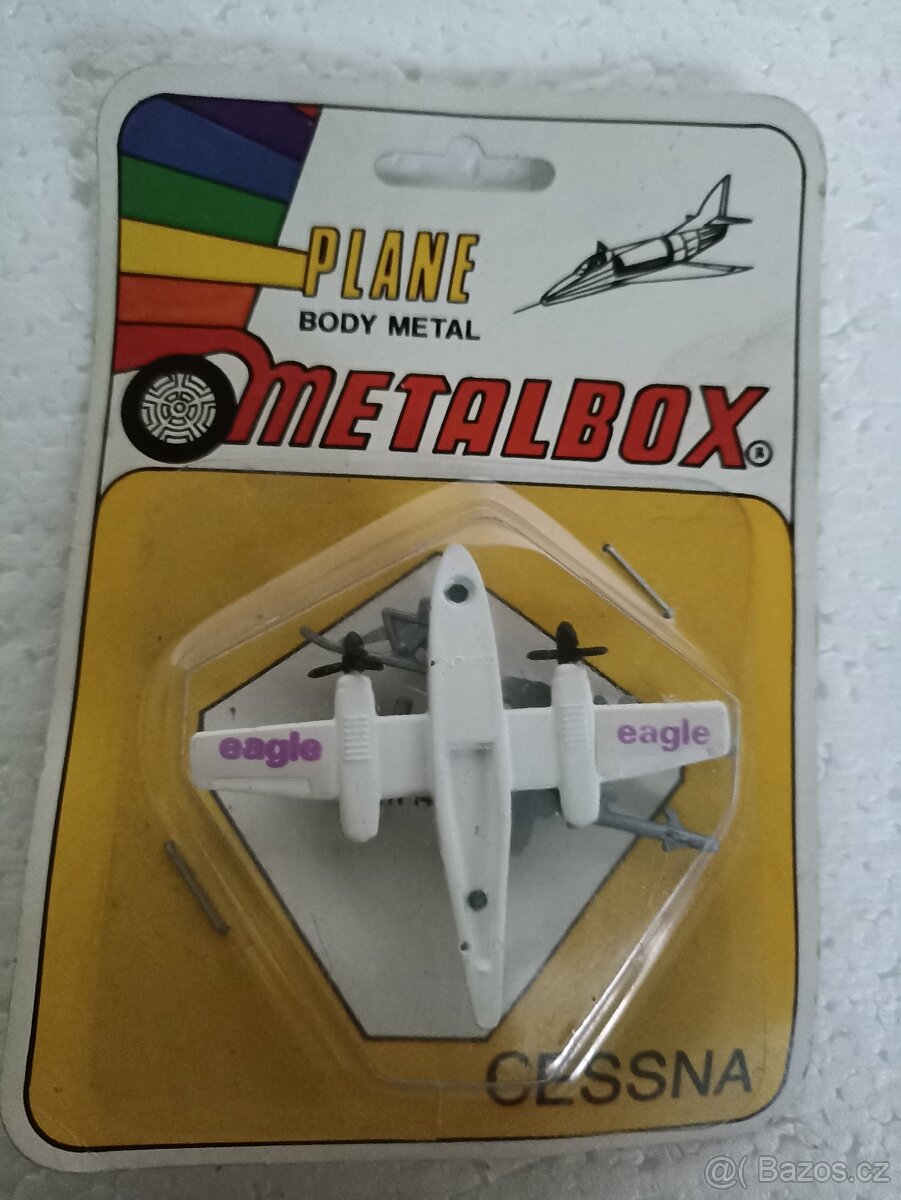 PLANE
BODY METAL
METALBOX®
eagle
eagle
CESSNA
@( Bazos.cz